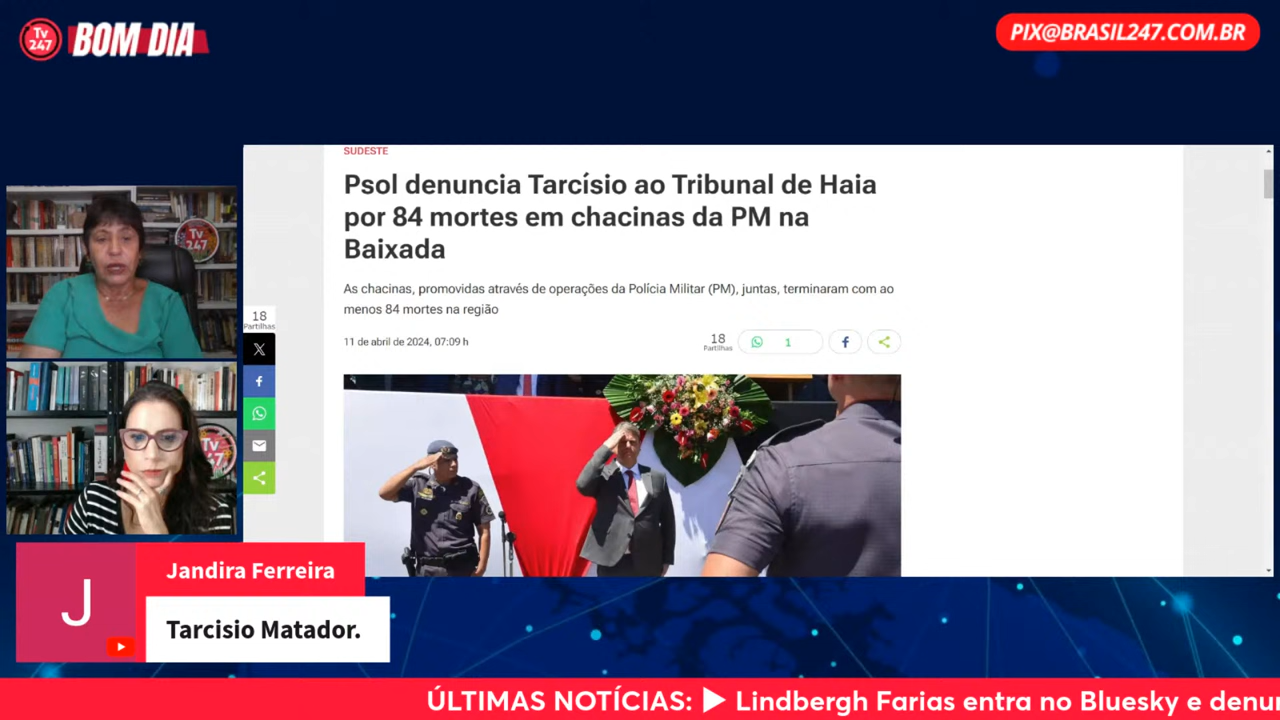 Tv
247
BOM DIA
PIX@BRASIL247.COM.BR
SUDESTE
Psol denuncia Tarcísio ao Tribunal de Haia
por 84 mortes em chacinas da PM na
Baixada
As chacinas, promovidas através de operações da Polícia Militar (PM), juntas, terminaram com ao
menos 84 mortes na região
11 de abril de 2024, 07:09 h
18
Partilhas
1
18
Partilhas
Tv
247
Tv
J
Jandira Ferreira
Tarcisio Matador.
ÚLTIMAS NOTÍCIAS: ▶ Lindbergh Farias entra no Bluesky e denu